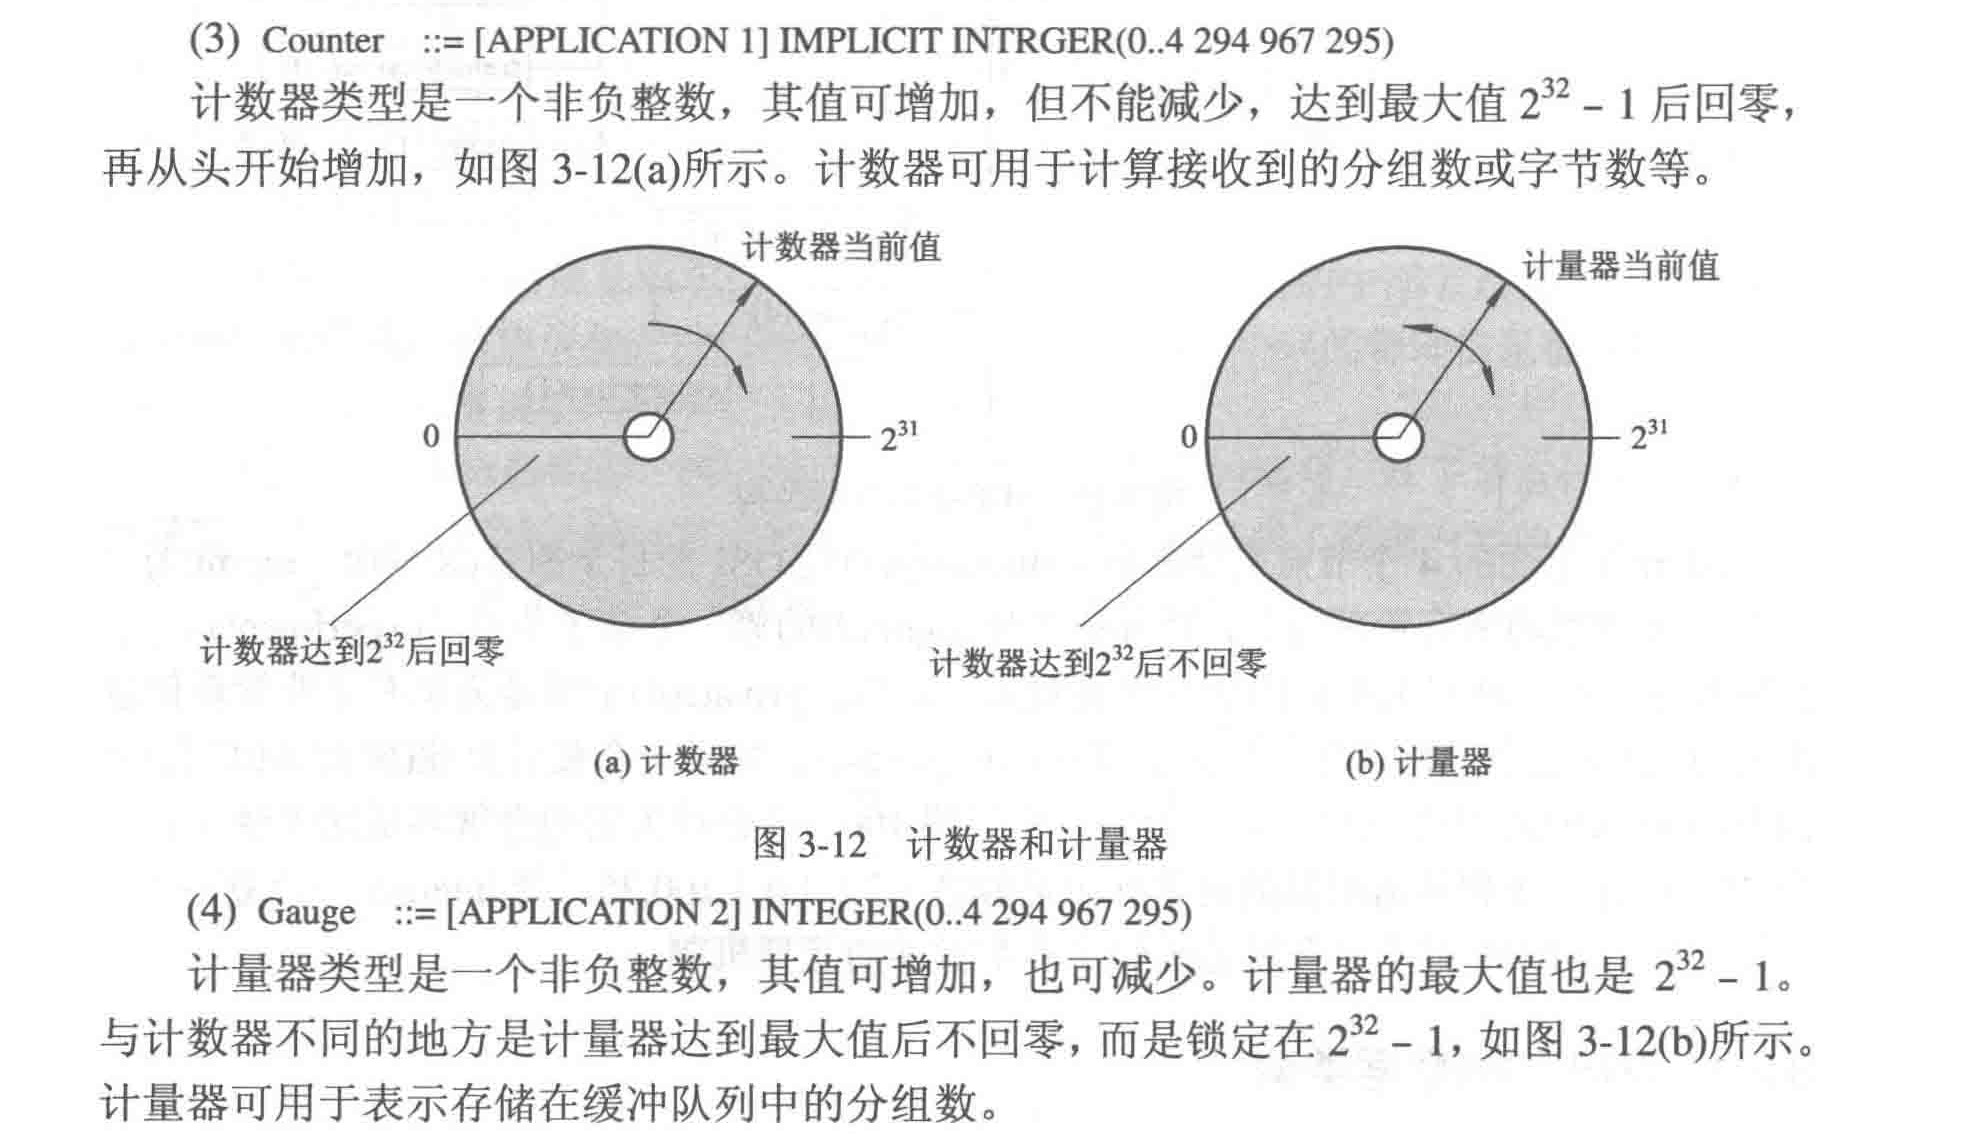 (3) Counter ::= [APPLICATION 1] IMPLICIT INTRGER(0..4 294 967 295)
计数器类型是一个非负整数，其值可增加，但不能减少，达到最大值 2³² − 1 后回零，
再从头开始增加，如图 3-12(a)所示。计数器可用于计算接收到的分组数或字节数等。
计数器当前值
计量器当前值
0
2³¹
0
2³¹
计数器达到2³²后回零
计数器达到2³²后不回零
(a) 计数器
(b) 计量器
图 3-12 计数器和计量器
(4) Gauge ::= [APPLICATION 2] INTEGER(0..4 294 967 295)
计量器类型是一个非负整数，其值可增加，也可减少。计量器的最大值也是 2³² − 1。
与计数器不同的地方是计量器达到最大值后不回零，而是锁定在 2³² − 1，如图 3-12(b)所示。
计量器可用于表示存储在缓冲队列中的分组数。